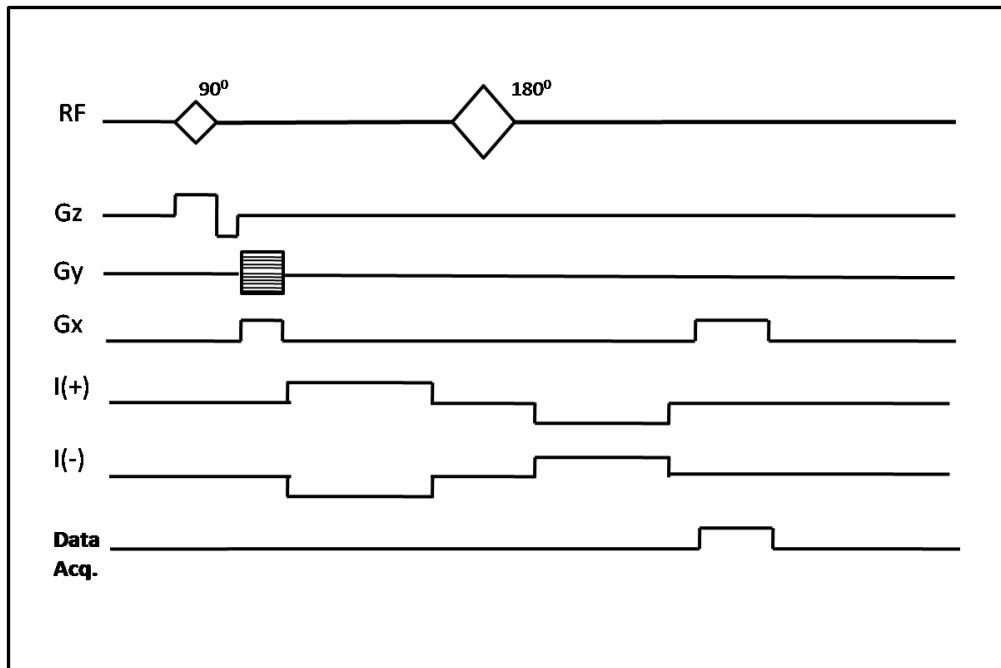 90⁰
180⁰
RF
Gz
Gy
Gx
I(+)
I(-)
Data
Acq.